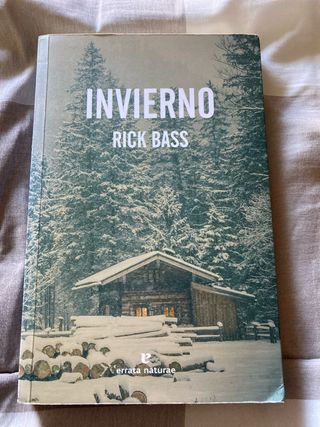 INVIERNO
RICK BASS
errata naturae